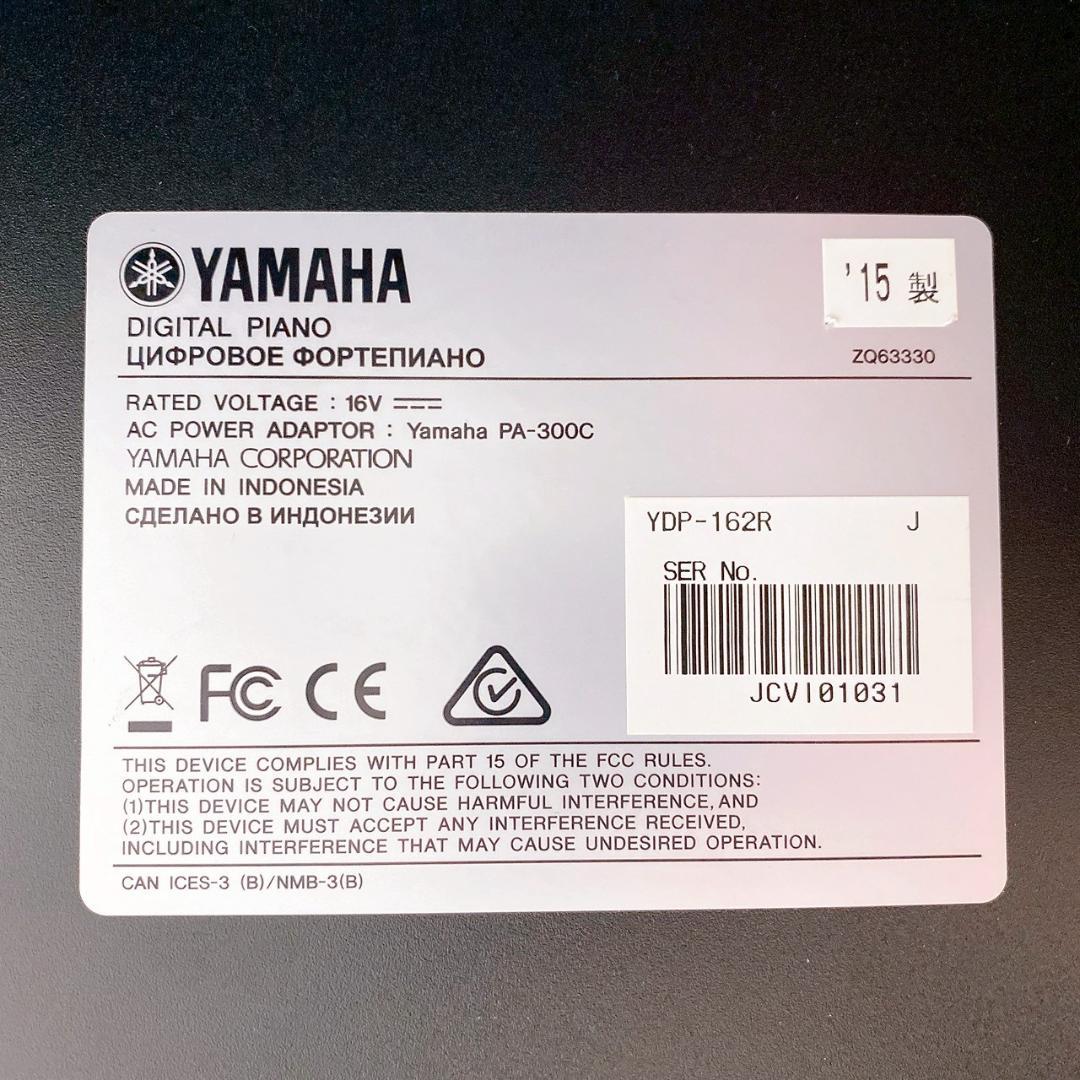 YAMAHA
'15 製
DIGITAL PIANO
ЦИФРОВОЕ ФОРТЕПИАНО
ZQ63330
RATED VOLTAGE : 16V
AC POWER ADAPTOR : Yamaha PA-300C
YAMAHA CORPORATION
MADE IN INDONESIA
СДЕЛАНО В ИНДОНЕЗИИ
YDP-162R J
SER No.
JCVI01031
FC CE
THIS DEVICE COMPLIES WITH PART 15 OF THE FCC RULES.
OPERATION IS SUBJECT TO THE FOLLOWING TWO CONDITIONS:
(1)THIS DEVICE MAY NOT CAUSE HARMFUL INTERFERENCE, AND
(2)THIS DEVICE MUST ACCEPT ANY INTERFERENCE RECEIVED,
INCLUDING INTERFERENCE THAT MAY CAUSE UNDESIRED OPERATION.
CAN ICES-3 (B)/NMB-3(B)